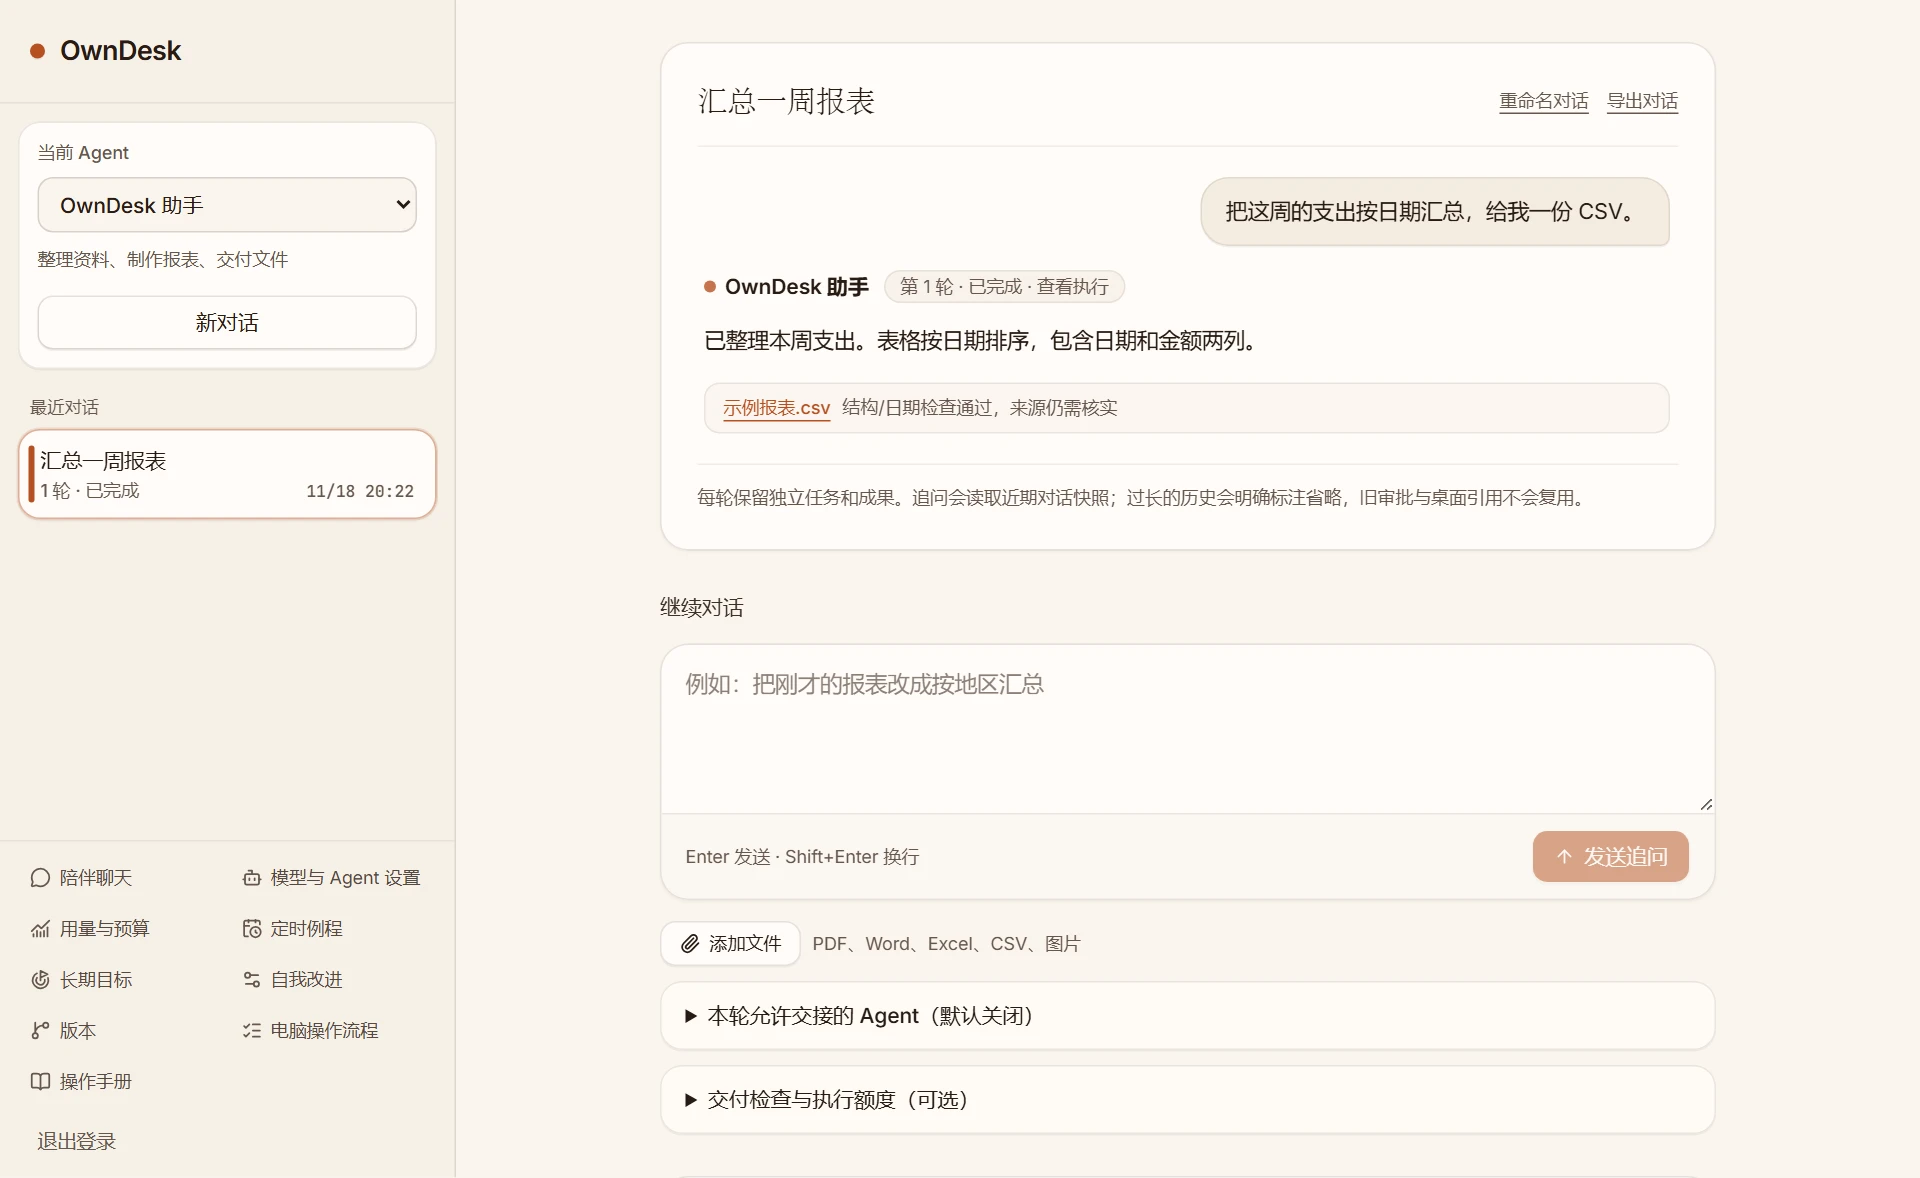 OwnDesk
当前 Agent
OwnDesk 助手
整理资料、制作报表、交付文件
新对话
最近对话
汇总一周报表
1 轮 · 已完成 11/18 20:22
陪伴聊天
模型与 Agent 设置
用量与预算
定时例程
长期目标
自我改进
版本
电脑操作流程
操作手册
退出登录
汇总一周报表
重命名对话 导出对话
把这周的支出按日期汇总，给我一份 CSV。
OwnDesk 助手 第 1 轮 · 已完成 · 查看执行
已整理本周支出。表格按日期排序，包含日期和金额两列。
示例报表.csv 结构/日期检查通过，来源仍需核实
每轮保留独立任务和成果。追问会读取近期对话快照；过长的历史会明确标注省略，旧审批与桌面引用不会复用。
继续对话
例如：把刚才的报表改成按地区汇总
Enter 发送 · Shift+Enter 换行
发送追问
添加文件 PDF、Word、Excel、CSV、图片
本轮允许交接的 Agent（默认关闭）
交付检查与执行额度（可选）